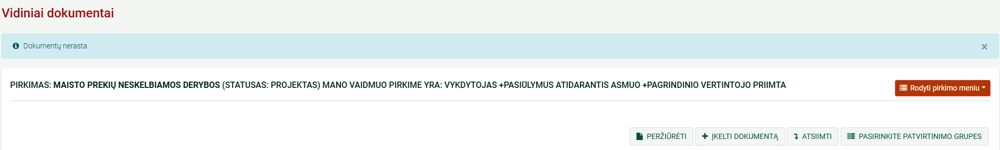 Vidiniai dokumentai
Dokumentų nerasta
×
PIRKIMAS: MAISTO PREKIŲ NESKELBIAMOS DERYBOS (STATUSAS: PROJEKTAS) MANO VAIDMUO PIRKIME YRA: VYKDYTOJAS +PASIŪLYMUS ATIDARANTIS ASMUO +PAGRINDINIO VERTINTOJO PRIIMTA
Rodyti pirkimo meniu
PERŽIŪRĖTI ĮKELTI DOKUMENTĄ ATSIIMTI PASIRINKITE PATVIRTINIMO GRUPES